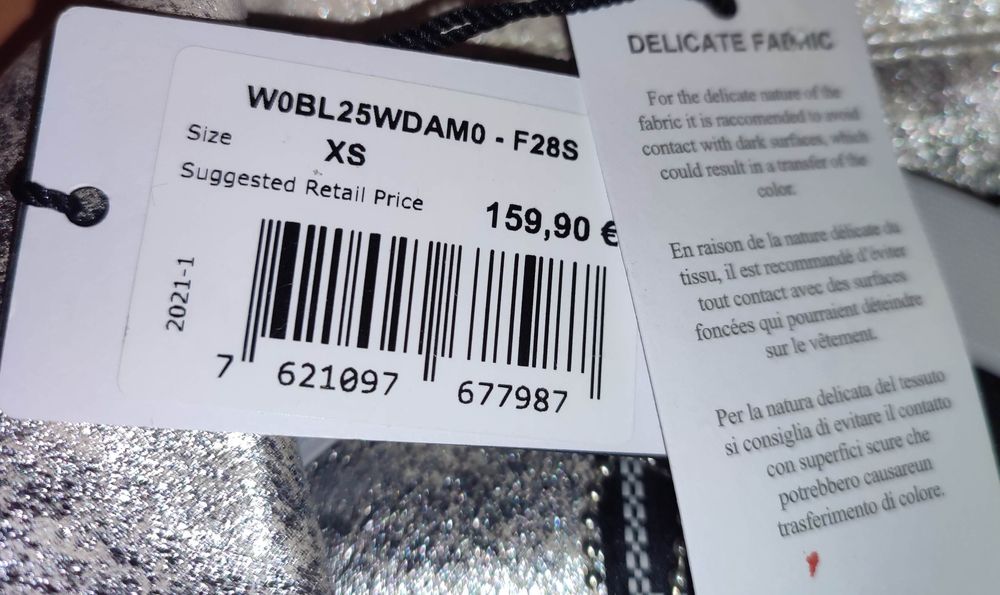 W0BL25WDAM0 - F28S
Size
XS
Suggested Retail Price
159,90 €
2021-1
7 621097 677987
DELICATE FABRIC
For the delicate nature of the
fabric it is raccomended to avoid
contact with dark surfaces, which
could result in a transfer of the
color.
En raison de la nature délicate du
tissu, il est recommandé d'éviter
tout contact avec des surfaces
foncées qui pourraient déteindre
sur le vêtement.
Per la natura delicata del tessuto
si consiglia di evitare il contatto
con superfici scure che
potrebbero causareun
trasferimento di colore.